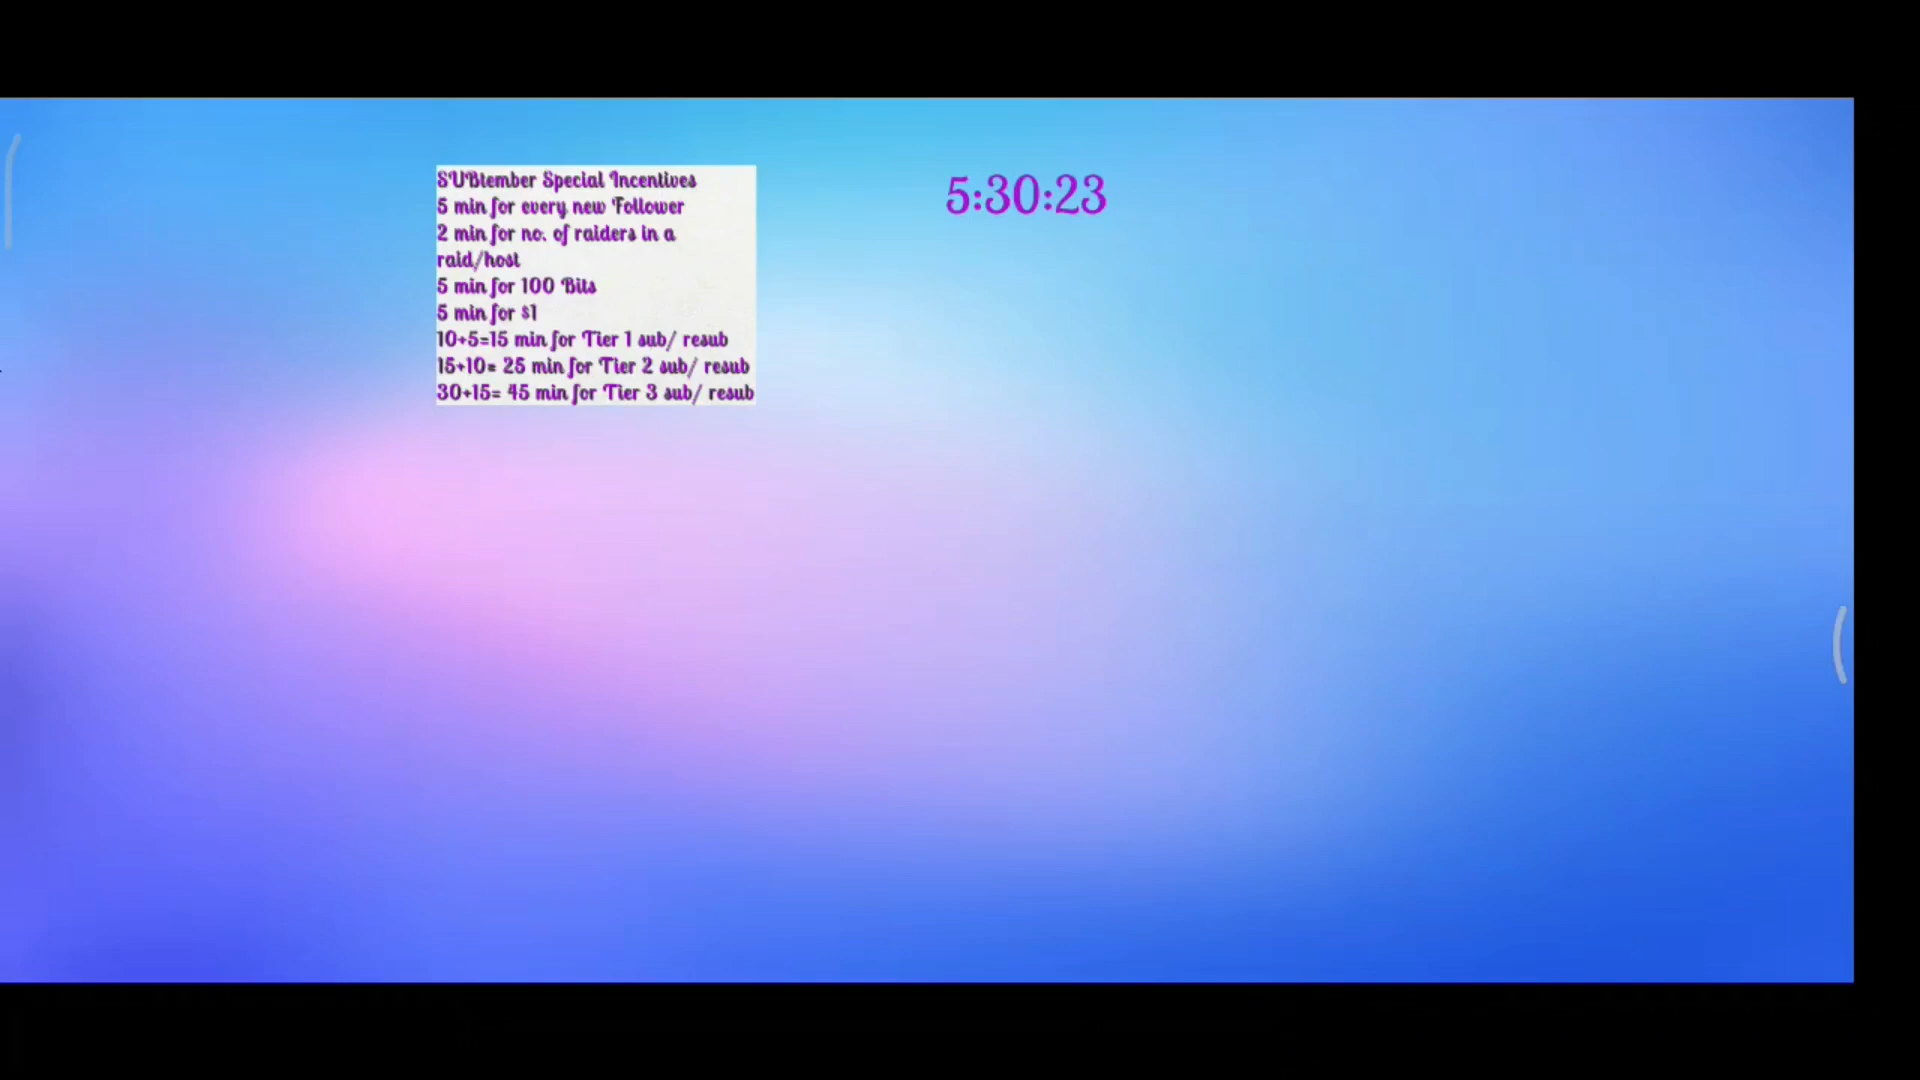 SUBtember Special Incentives
5 min for every new Follower
2 min for no. of raiders in a
raid/host
5 min for 100 Bits
5 min for $1
10+5=15 min for Tier 1 sub/ resub
15+10= 25 min for Tier 2 sub/ resub
30+15= 45 min for Tier 3 sub/ resub
5:30:23